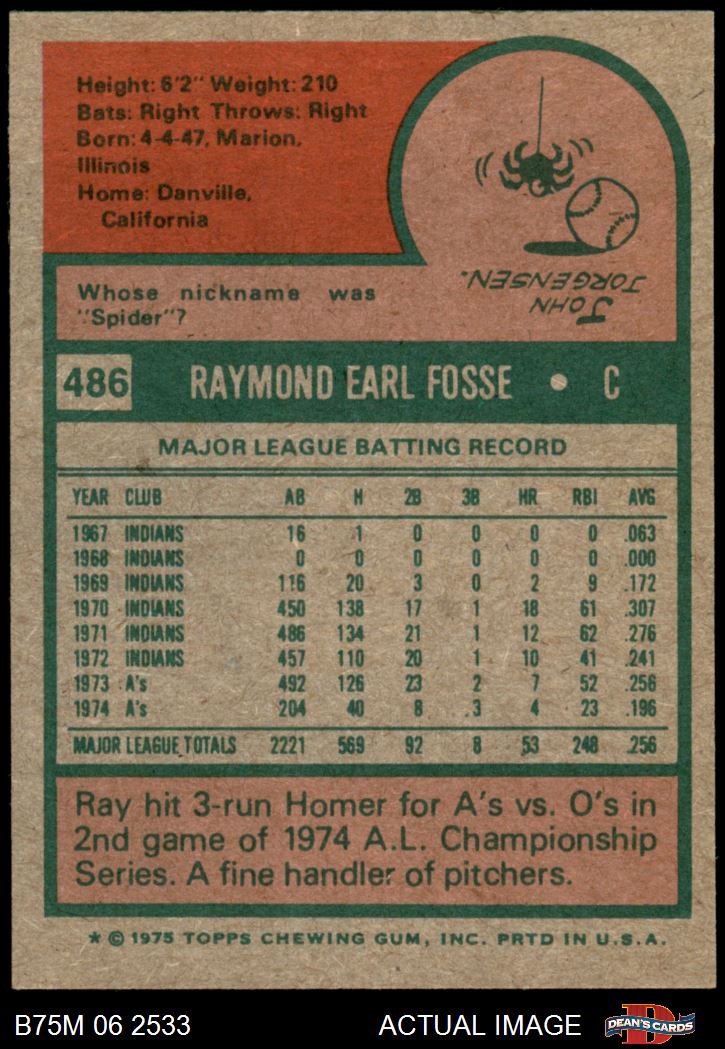 Height: 6'2" Weight: 210
Bats: Right Throws: Right
Born: 4-4-47, Marion,
Illinois
Home: Danville,
California
JOHN
JORGENSEN.
Whose nickname was
"Spider"?
486 RAYMOND EARL FOSSE • C
MAJOR LEAGUE BATTING RECORD
YEAR CLUB AB H 2B 3B HR RBI AVG
1967 INDIANS 16 1 0 0 0 0 .063
1968 INDIANS 0 0 0 0 0 0 .000
1969 INDIANS 116 20 3 0 2 9 .172
1970 INDIANS 450 138 17 1 18 61 .307
1971 INDIANS 486 134 21 1 12 62 .276
1972 INDIANS 457 110 20 1 10 41 .241
1973 A's 492 126 23 2 7 52 .256
1974 A's 204 40 8 3 4 23 .196
MAJOR LEAGUE TOTALS 2221 569 92 8 53 248 .256
Ray hit 3-run Homer for A's vs. O's in
2nd game of 1974 A.L. Championship
Series. A fine handler of pitchers.
* © 1975 TOPPS CHEWING GUM, INC. PRTD IN U.S.A.
B75M 06 2533 ACTUAL IMAGE D DEAN'S CARDS